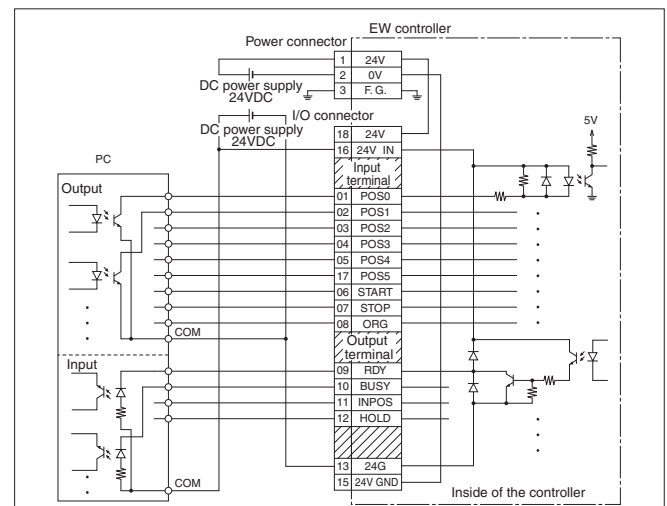 EW controller
Power connector
1 24V
2 0V
3 F. G.
DC power supply
24VDC
I/O connector
DC power supply
24VDC
18 24V
16 24V IN
Input
terminal
5V
PC
Output
01 POS0
02 POS1
03 POS2
04 POS3
05 POS4
17 POS5
06 START
07 STOP
08 ORG
COM
Output
terminal
Input
09 RDY
10 BUSY
11 INPOS
12 HOLD
13 24G
COM
15 24V GND
Inside of the controller